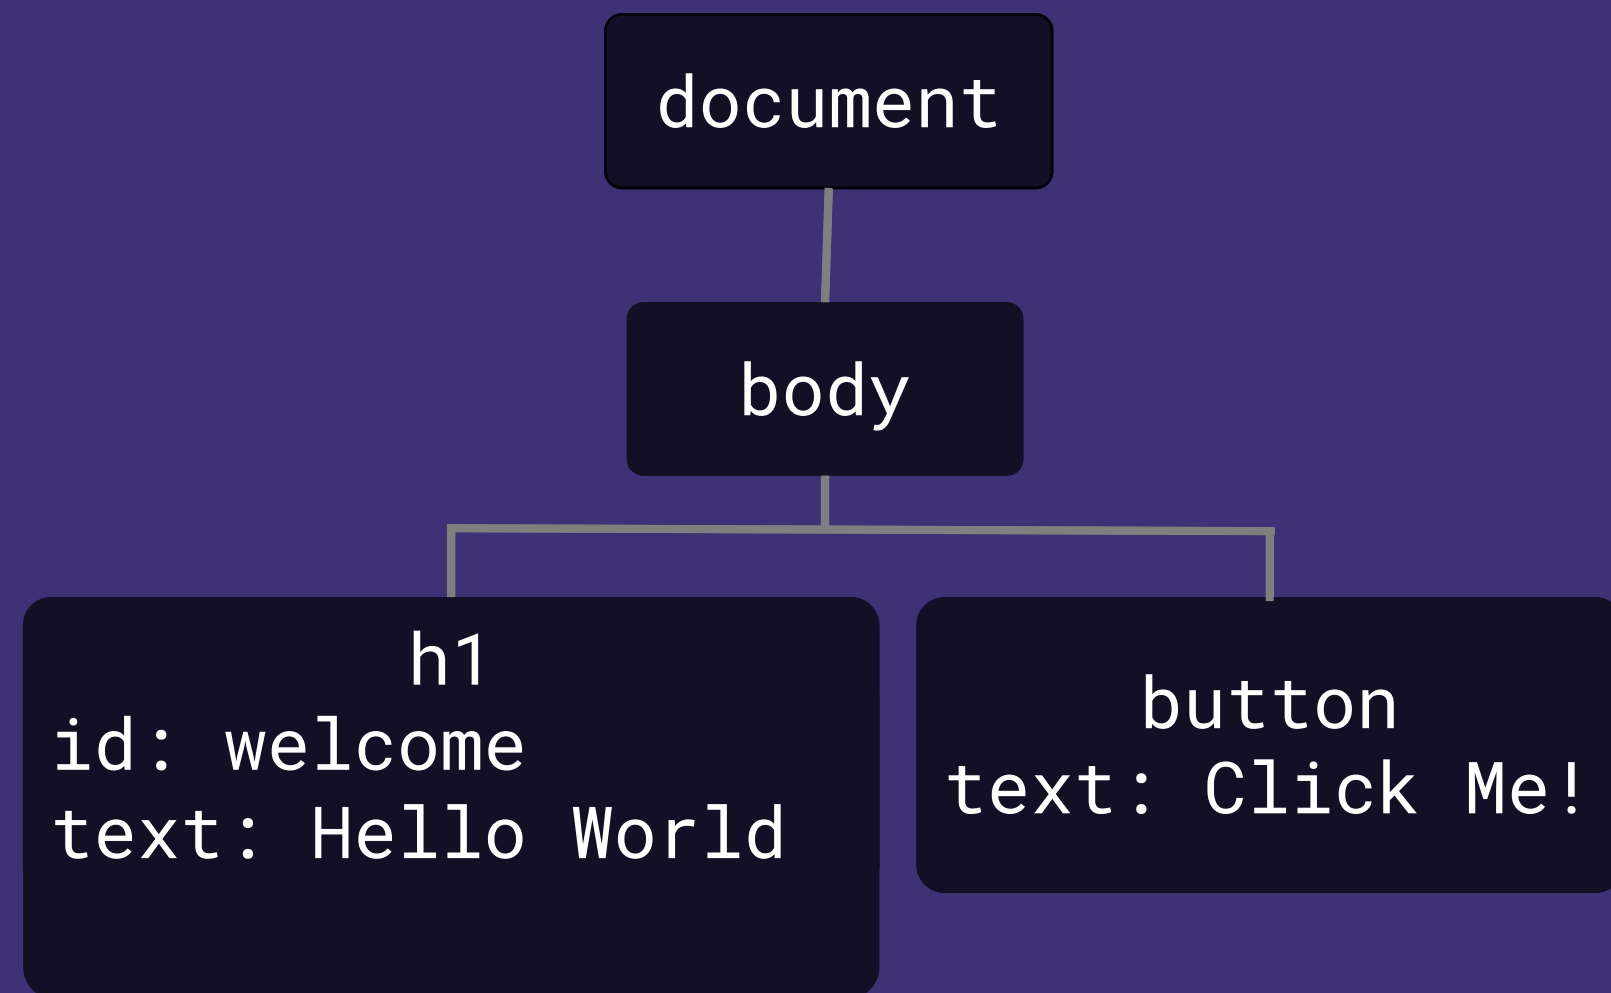 document
body
h1
id: welcome
text: Hello World
button
text: Click Me!